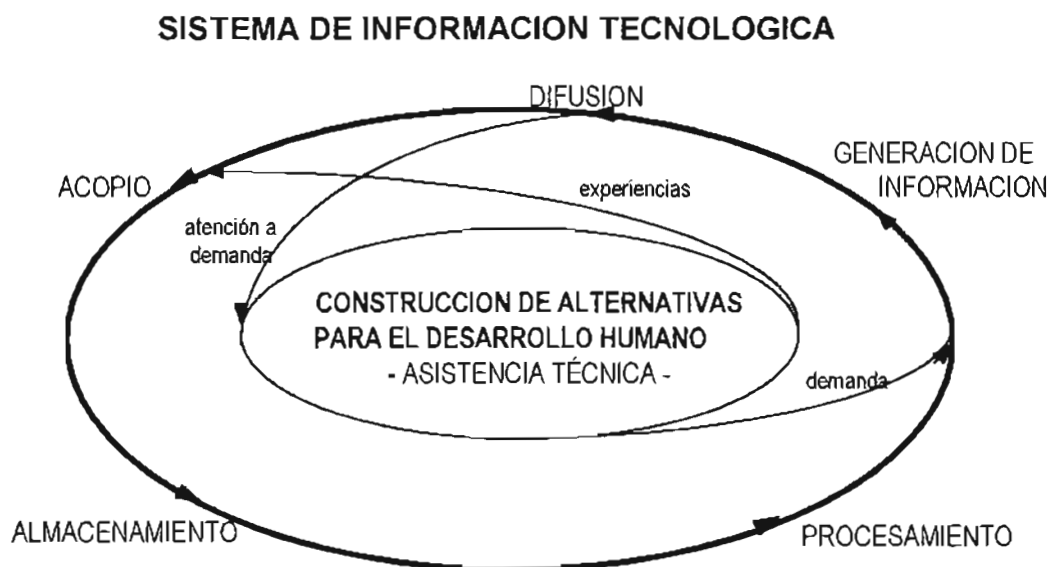 SISTEMA DE INFORMACION TECNOLOGICA
DIFUSION
GENERACION DE
INFORMACION
ACOPIO
experiencias
atención a
demanda
CONSTRUCCION DE ALTERNATIVAS
PARA EL DESARROLLO HUMANO
- ASISTENCIA TÉCNICA -
demanda
ALMACENAMIENTO
PROCESAMIENTO